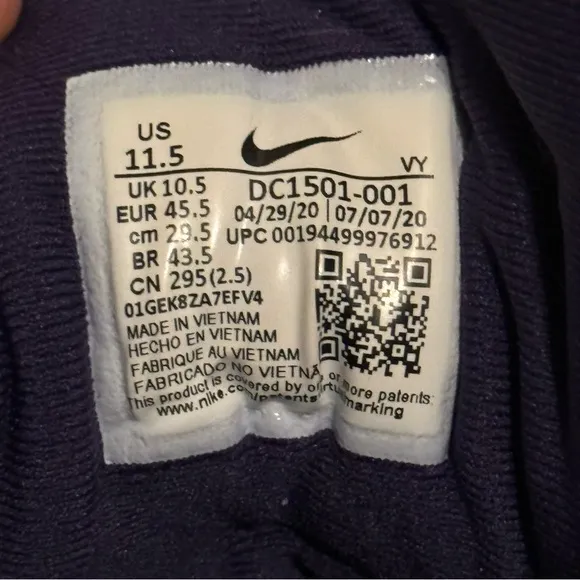 US
11.5
VY
UK 10.5
DC1501-001
EUR 45.5
04/29/20 | 07/07/20
cm 29.5
UPC 00194499976912
BR 43.5
CN 295(2.5)
01GEK8ZA7EFV4
MADE IN VIETNAM
HECHO EN VIETNAM
FABRIQUE AU VIETNAM
FABRICADO NO VIETNA
This product is covered by or more patents:
www.nike.com/patents marking